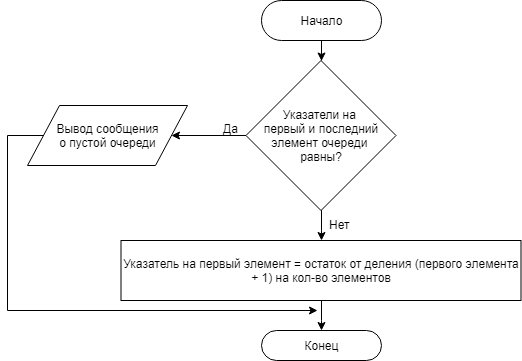 Начало
Указатели на
первый и последний
элемент очереди
равны?
Да
Вывод сообщения
о пустой очереди
Нет
Указатель на первый элемент = остаток от деления (первого элемента
+ 1) на кол-во элементов
Конец